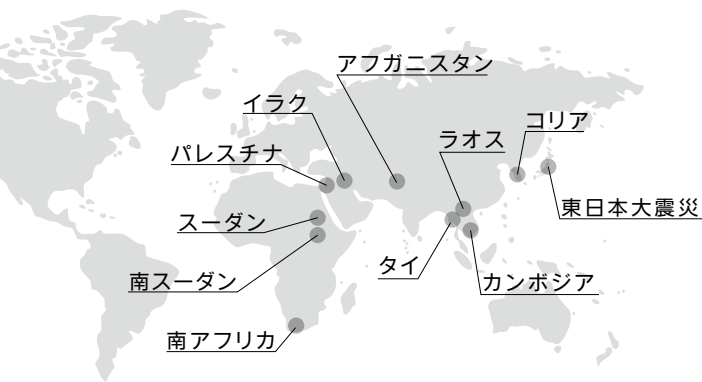 アフガニスタン
イラク
コリア
ラオス
パレスチナ
東日本大震災
スーダン
タイ
南スーダン
カンボジア
南アフリカ